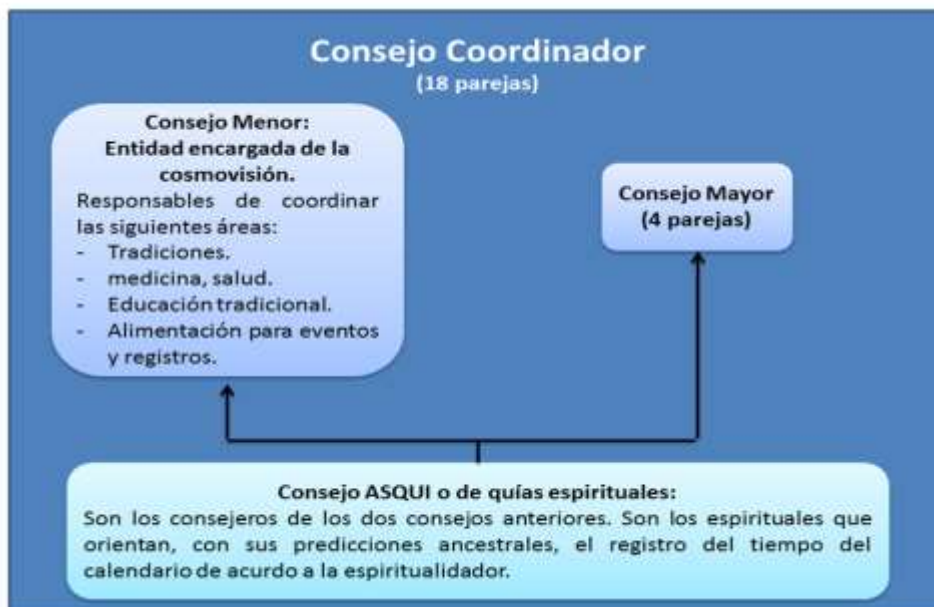 Consejo Coordinador
(18 parejas)
Consejo Menor:
Entidad encargada de la
cosmovisión.
Responsables de coordinar
las siguientes áreas:
- Tradiciones.
- medicina, salud.
- Educación tradicional.
- Alimentación para eventos
y registros.
Consejo Mayor
(4 parejas)
Consejo ASQUI o de quías espirituales:
Son los consejeros de los dos consejos anteriores. Son los espirituales que
orientan, con sus predicciones ancestrales, el registro del tiempo del
calendario de acurdo a la espiritualidador.